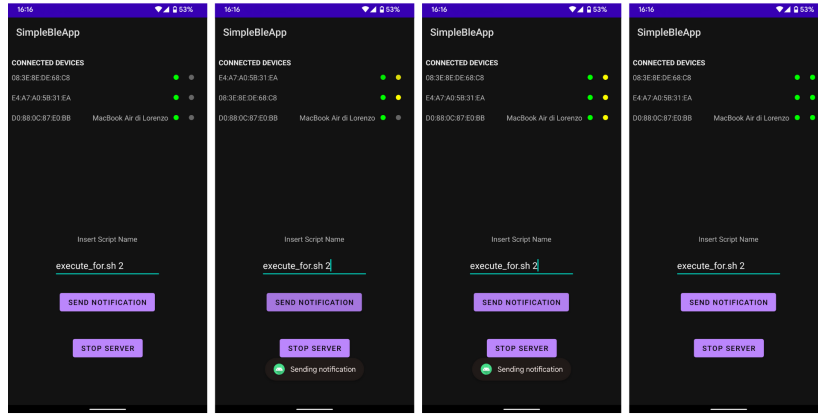 16:16 53%
SimpleBleApp
CONNECTED DEVICES
08:3E:8E:DE:68:C8
E4:A7:A0:5B:31:EA
D0:88:0C:87:E0:BB MacBook Air di Lorenzo
Insert Script Name
execute_for.sh 2
SEND NOTIFICATION
STOP SERVER
16:16 53%
SimpleBleApp
CONNECTED DEVICES
E4:A7:A0:5B:31:EA
08:3E:8E:DE:68:C8
D0:88:0C:87:E0:BB MacBook Air di Lorenzo
Insert Script Name
execute_for.sh 2
SEND NOTIFICATION
STOP SERVER
Sending notification
16:16 53%
SimpleBleApp
CONNECTED DEVICES
08:3E:8E:DE:68:C8
E4:A7:A0:5B:31:EA
D0:88:0C:87:E0:BB MacBook Air di Lorenzo
Insert Script Name
execute_for.sh 2
SEND NOTIFICATION
STOP SERVER
Sending notification
16:16 53%
SimpleBleApp
CONNECTED DEVICES
08:3E:8E:DE:68:C8
E4:A7:A0:5B:31:EA
D0:88:0C:87:E0:BB MacBook Air di Lorenzo
Insert Script Name
execute_for.sh 2
SEND NOTIFICATION
STOP SERVER